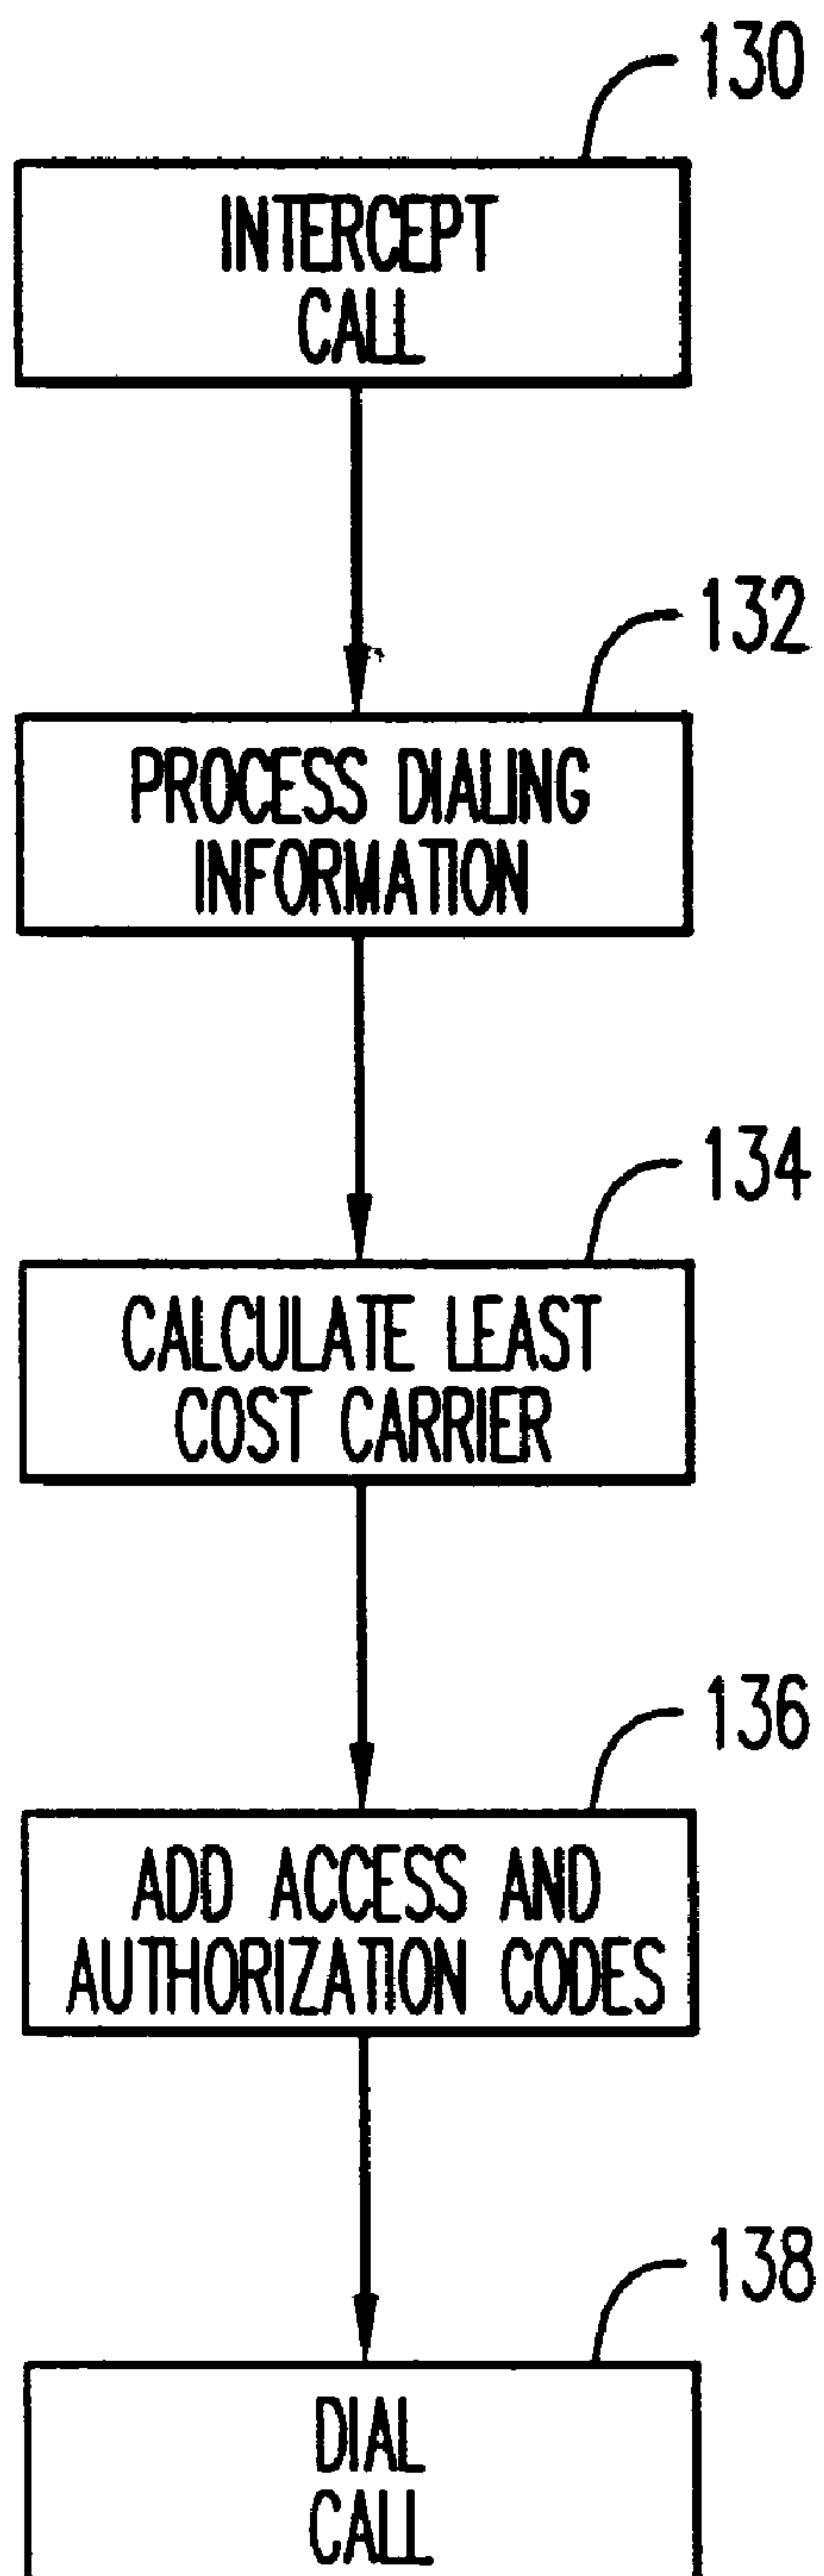 130
INTERCEPT
CALL
132
PROCESS DIALING
INFORMATION
134
CALCULATE LEAST
COST CARRIER
136
ADD ACCESS AND
AUTHORIZATION CODES
138
DIAL
CALL